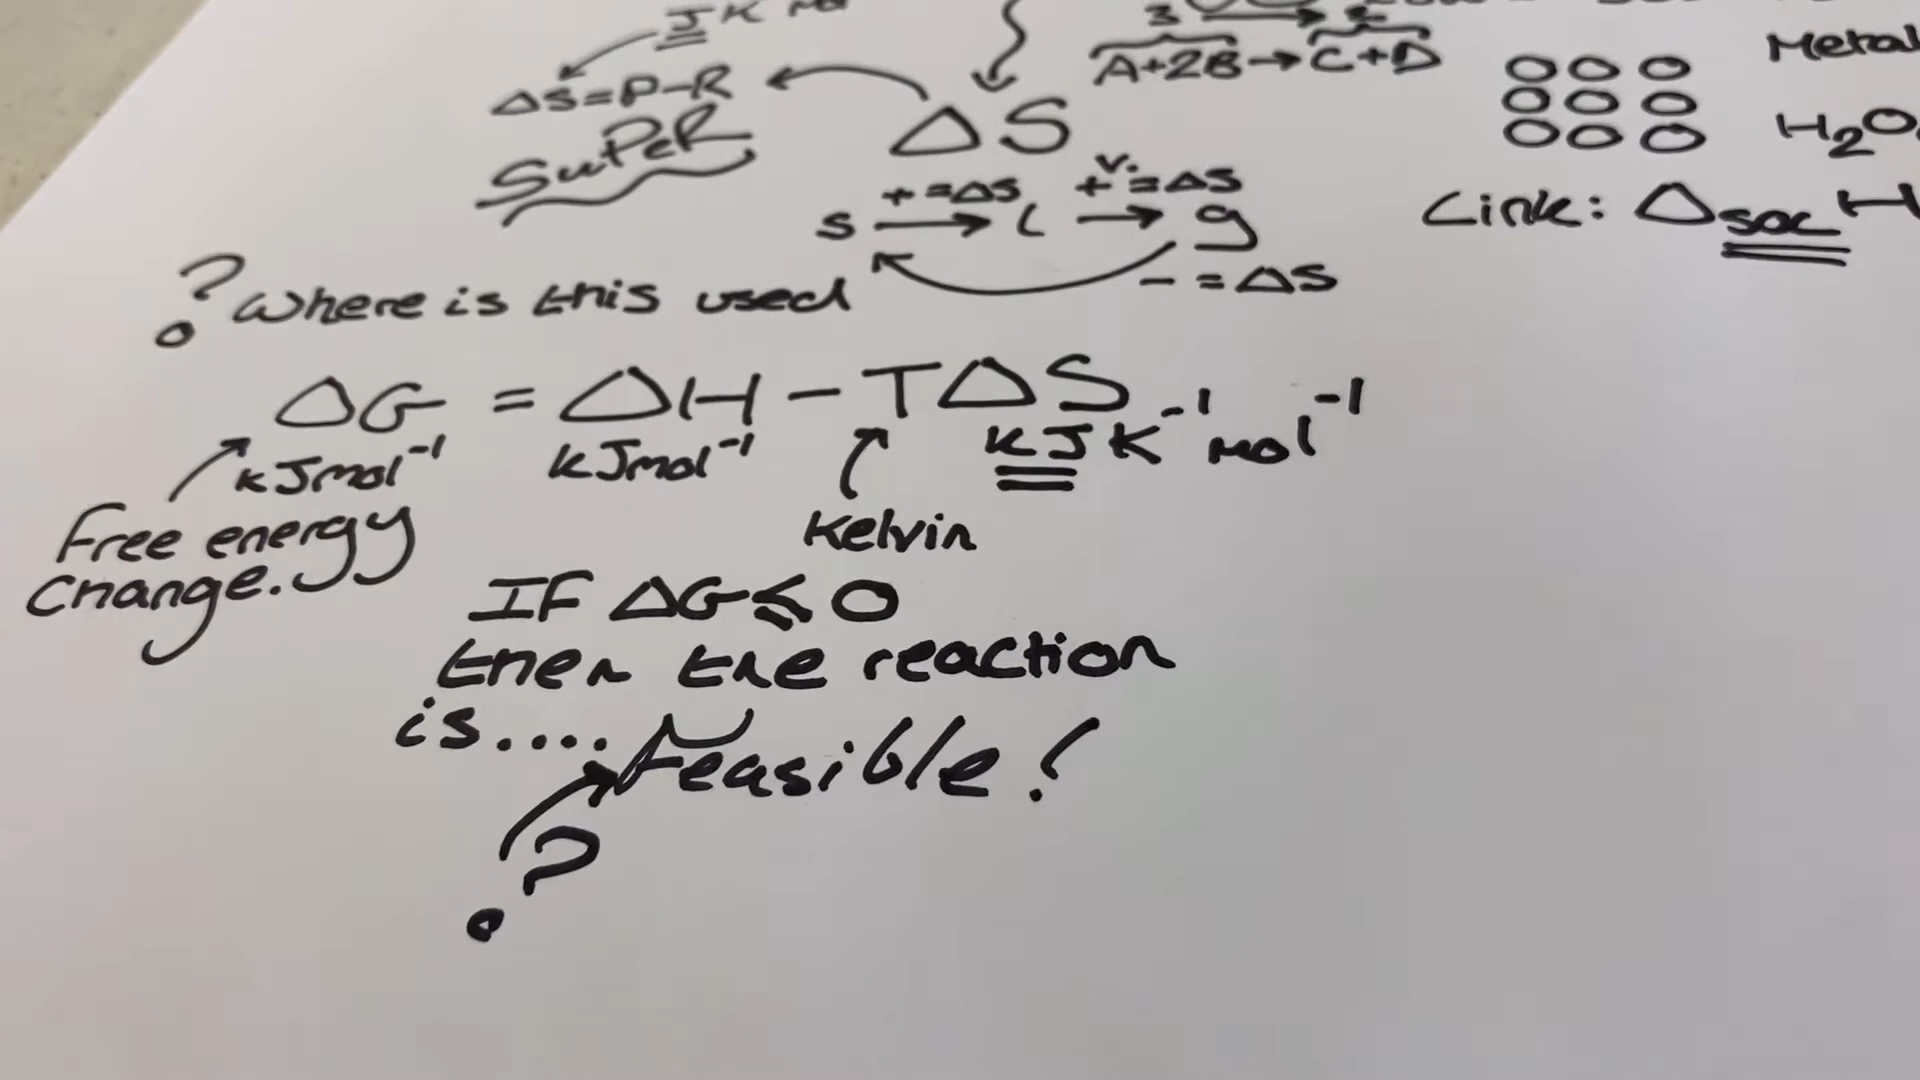 ΔS=P-R
SuPeR
ΔS
A+2B→C+D
+=ΔS
V.
+=ΔS
s → l → g
-=ΔS
Metal
H2O
Link: ΔsolH
? Where is this used
ΔG = ΔH - TΔS
kJmol⁻¹ kJmol⁻¹ kJK⁻¹mol⁻¹
Free energy
change.
Kelvin
IF ΔG≤0
then the reaction
is.... feasible!
?